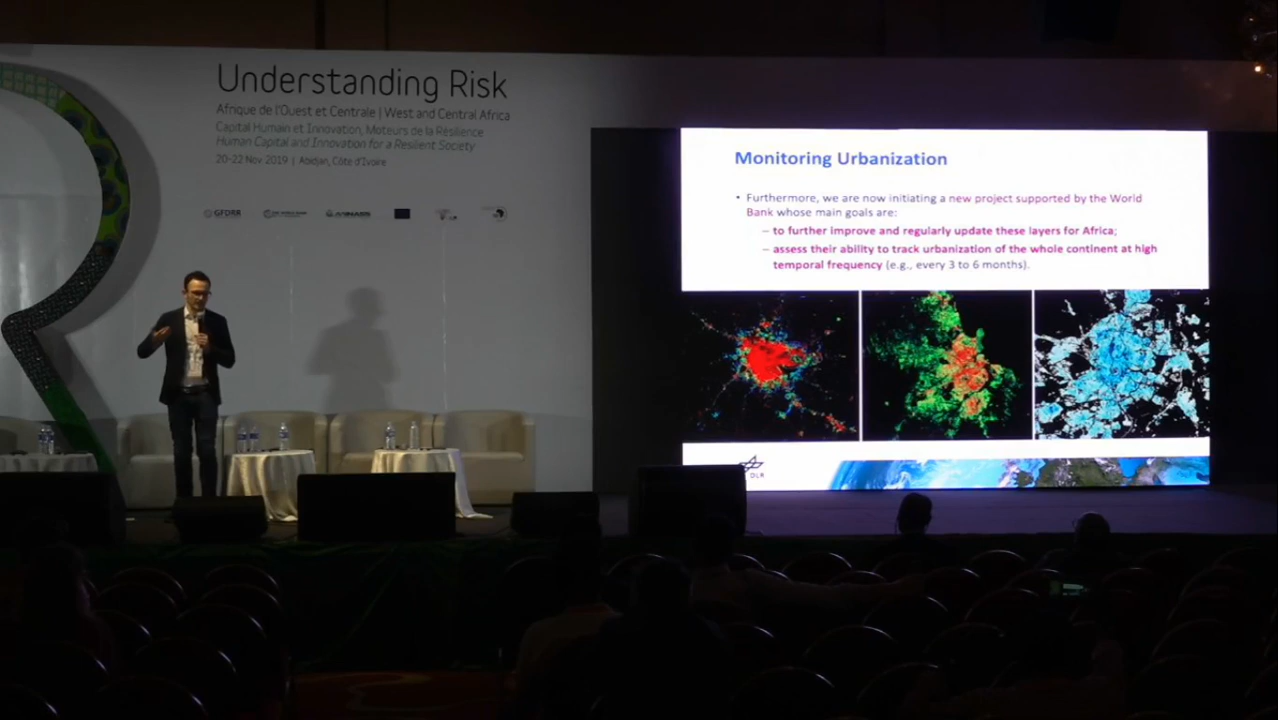 Understanding Risk
Afrique de l'Ouest et Centrale | West and Central Africa
Capital Humain et Innovation, Moteurs de la Résilience
Human Capital and Innovation for a Resilient Society
20-22 Nov 2019 | Abidjan, Côte d'Ivoire
GFDRR
Monitoring Urbanization
• Furthermore, we are now initiating a new project supported by the World
Bank whose main goals are:
– to further improve and regularly update these layers for Africa;
– assess their ability to track urbanization of the whole continent at high
temporal frequency (e.g., every 3 to 6 months).
DLR